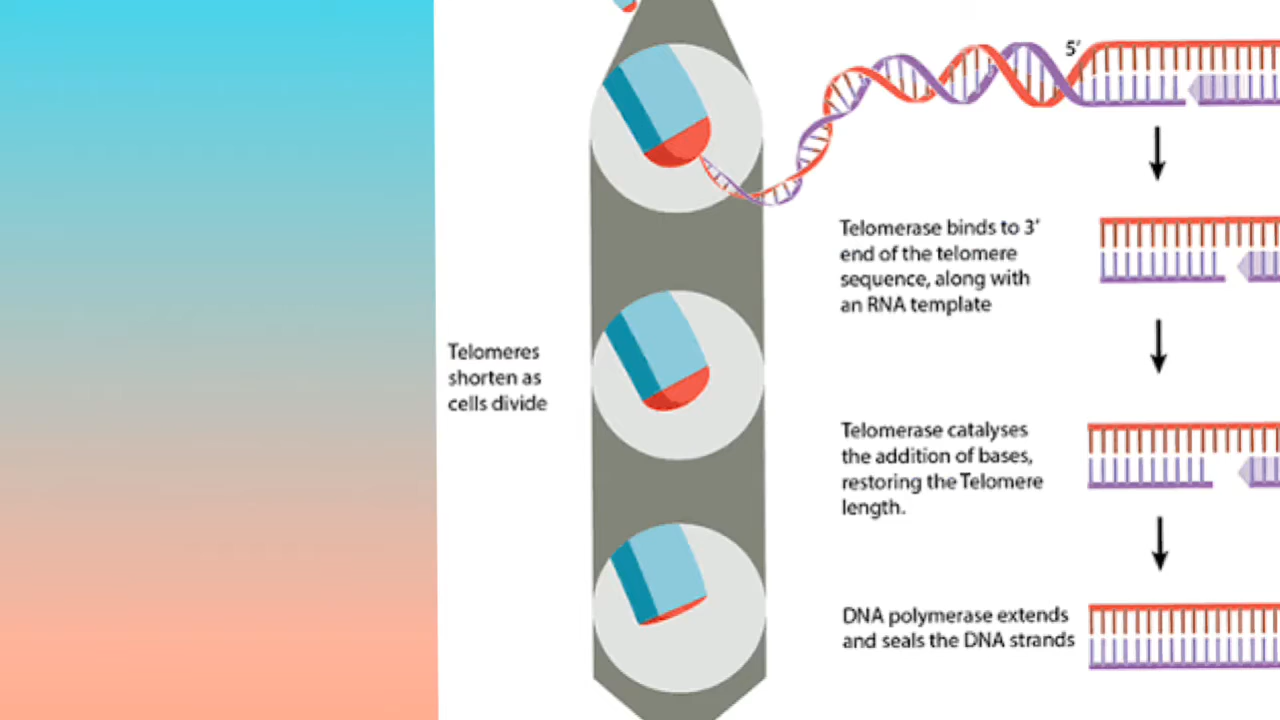 5′
Telomerase binds to 3′
end of the telomere
sequence, along with
an RNA template
Telomeres
shorten as
cells divide
Telomerase catalyses
the addition of bases,
restoring the Telomere
length.
DNA polymerase extends
and seals the DNA strands